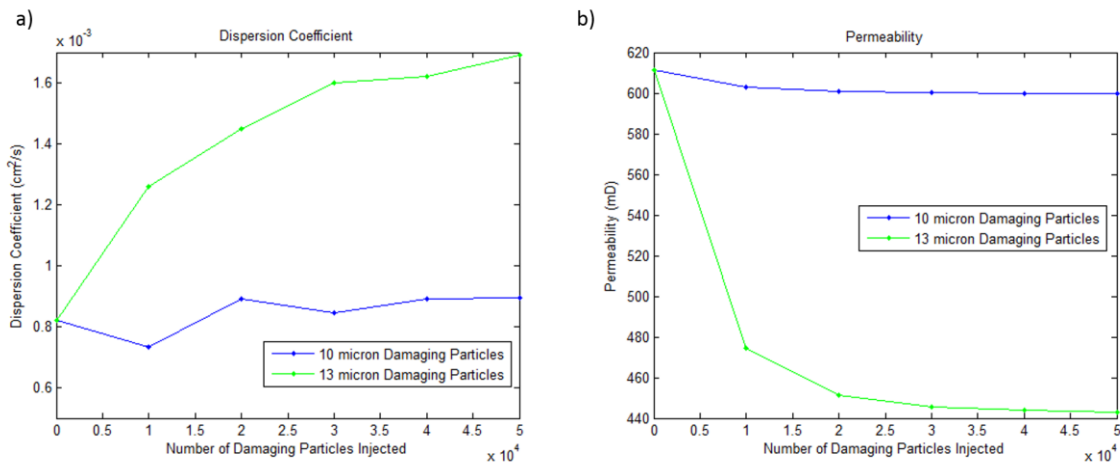 a)
Dispersion Coefficient
x 10⁻³
1.6
1.4
1.2
1
0.8
0.6
Dispersion Coefficient (cm²/s)
10 micron Damaging Particles
13 micron Damaging Particles
0 0.5 1 1.5 2 2.5 3 3.5 4 4.5 5
Number of Damaging Particles Injected
x 10⁴
b)
Permeability
620
600
580
560
540
520
500
480
460
440
Permeability (mD)
10 micron Damaging Particles
13 micron Damaging Particles
0 0.5 1 1.5 2 2.5 3 3.5 4 4.5 5
Number of Damaging Particles Injected
x 10⁴